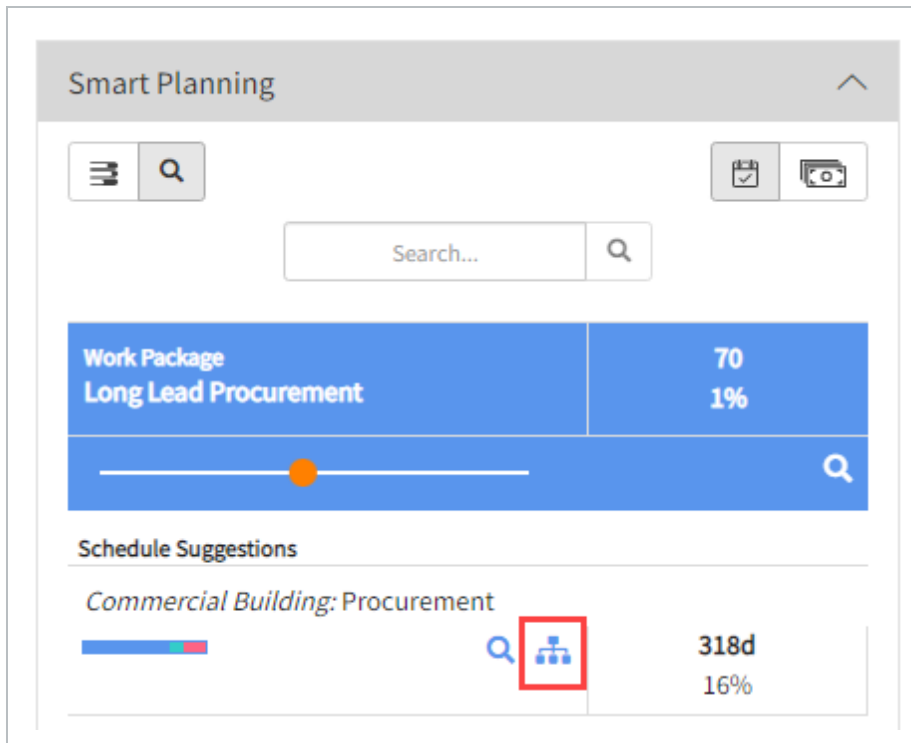 Smart Planning
Search...
Work Package
Long Lead Procurement
70
1%
Schedule Suggestions
Commercial Building: Procurement
318d
16%